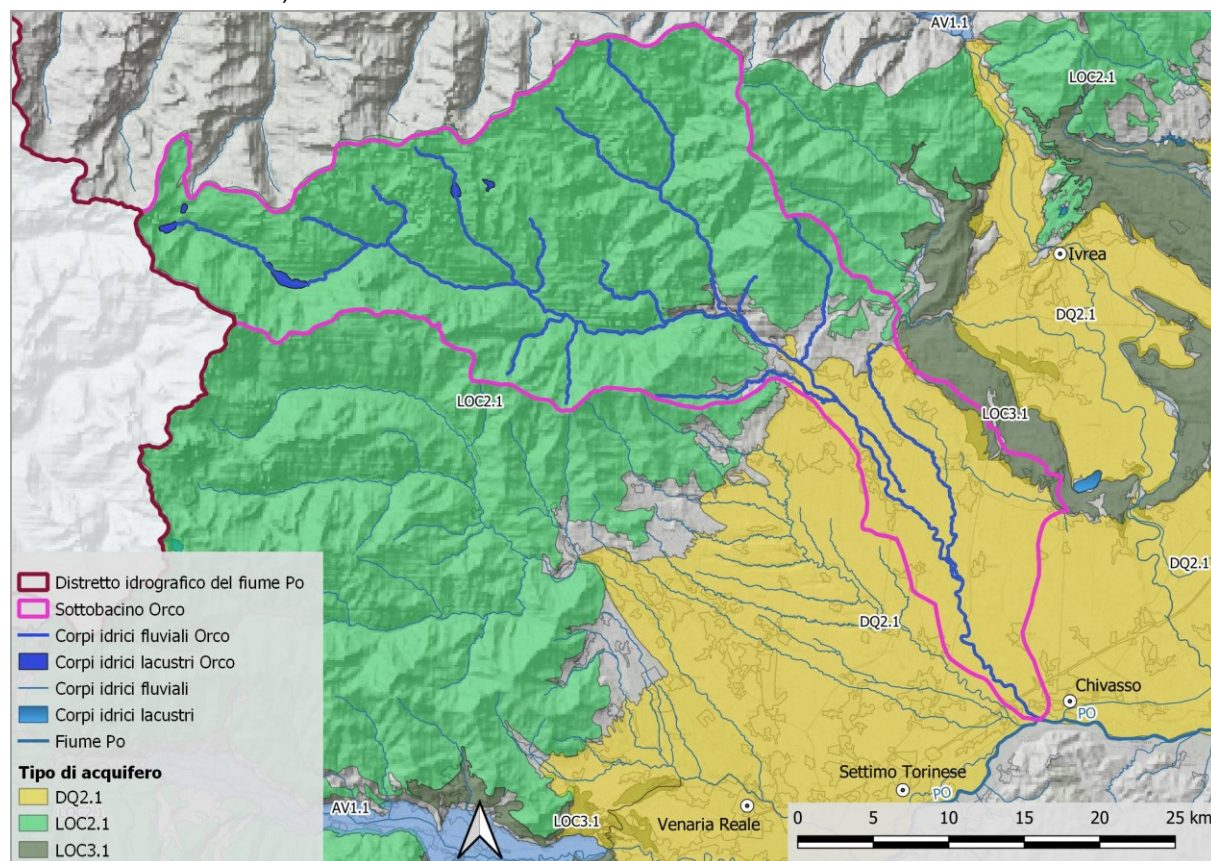 AV1.1
LOC2.1
Ivrea
DQ2.1
LOC2.1
LOC3.1
DQ2.1
DQ2.1
Chivasso
PO
Settimo Torinese
PO
AV1.1
LOC3.1
Venaria Reale
Distretto idrografico del fiume Po
Sottobacino Orco
Corpi idrici fluviali Orco
Corpi idrici lacustri Orco
Corpi idrici fluviali
Corpi idrici lacustri
Fiume Po
Tipo di acquifero
DQ2.1
LOC2.1
LOC3.1
0 5 10 15 20 25 km